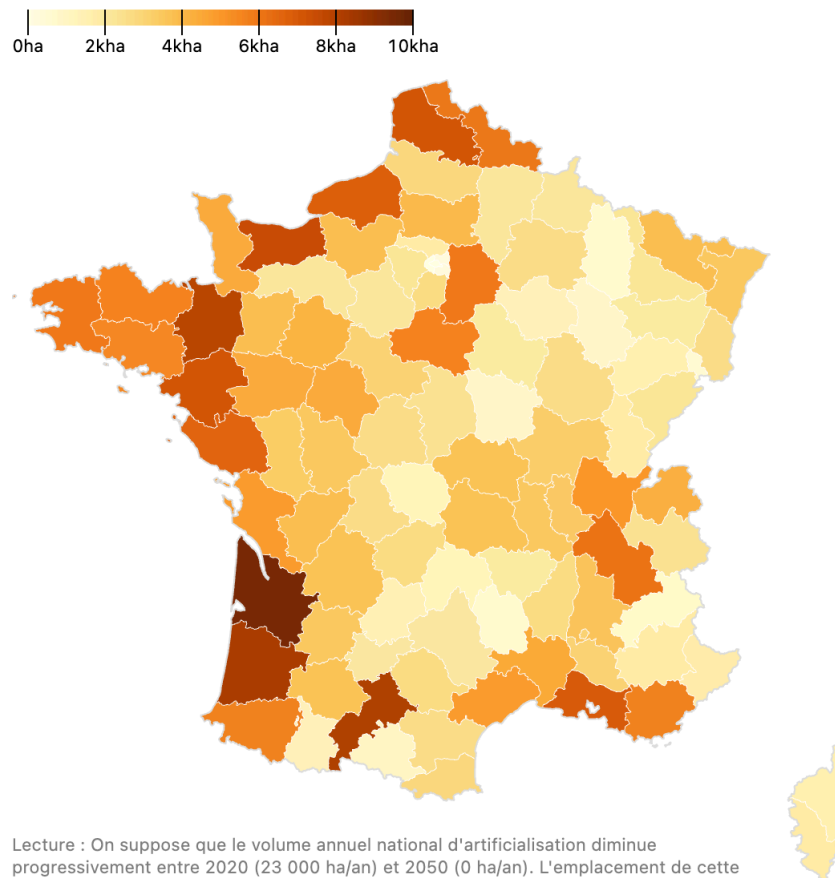 0ha 2kha 4kha 6kha 8kha 10kha
Lecture : On suppose que le volume annuel national d'artificialisation diminue
progressivement entre 2020 (23 000 ha/an) et 2050 (0 ha/an). L'emplacement de cette